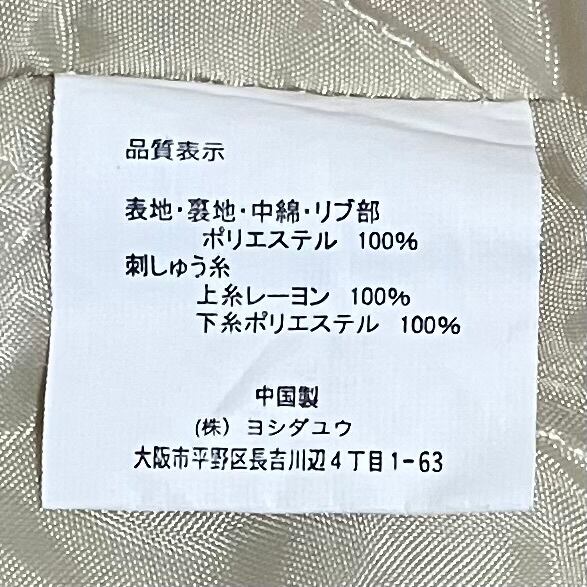 品質表示
表地・裏地・中綿・リブ部
ポリエステル 100%
刺しゅう糸
上糸レーヨン 100%
下糸ポリエステル 100%
中国製
(株) ヨシダユウ
大阪市平野区長吉川辺4丁目1-63